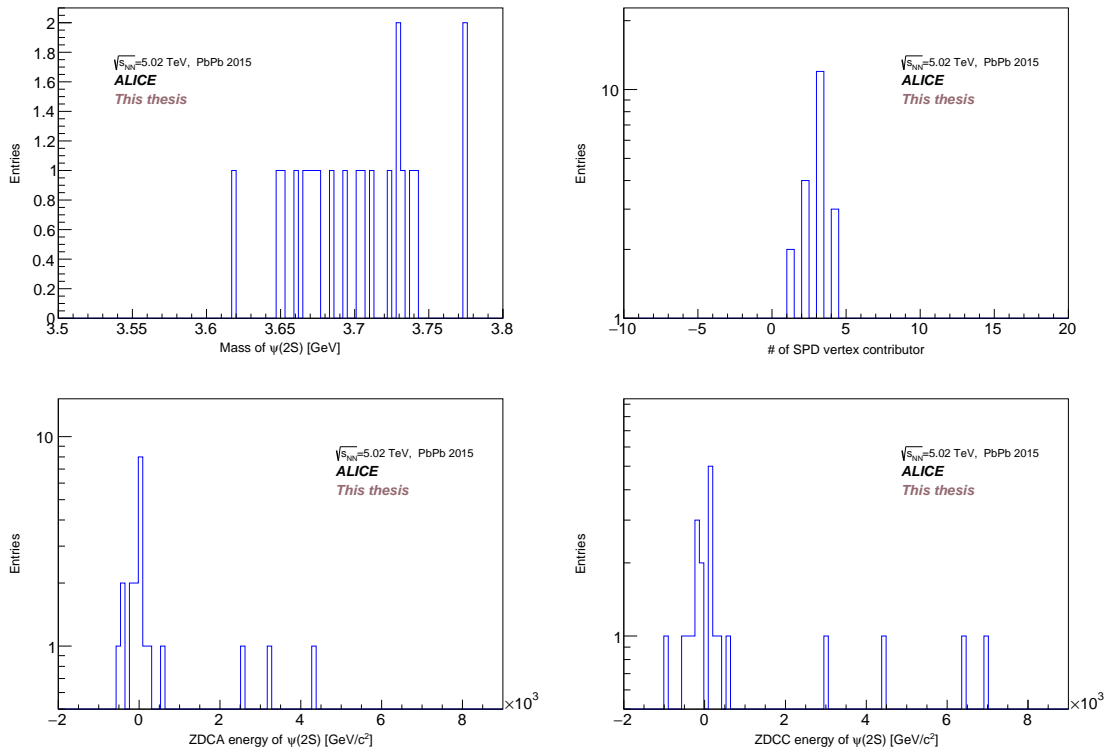 2
1.8
1.6
1.4
1.2
1
0.8
0.6
0.4
0.2
0
Entries
√sNN=5.02 TeV, PbPb 2015
ALICE
This thesis
3.5 3.55 3.6 3.65 3.7 3.75 3.8
Mass of ψ(2S) [GeV]
10
1
Entries
√sNN=5.02 TeV, PbPb 2015
ALICE
This thesis
−10 −5 0 5 10 15 20
# of SPD vertex contributor
10
1
Entries
√sNN=5.02 TeV, PbPb 2015
ALICE
This thesis
−2 0 2 4 6 8
×10³
ZDCA energy of ψ(2S) [GeV/c²]
1
Entries
√sNN=5.02 TeV, PbPb 2015
ALICE
This thesis
−2 0 2 4 6 8
×10³
ZDCC energy of ψ(2S) [GeV/c²]